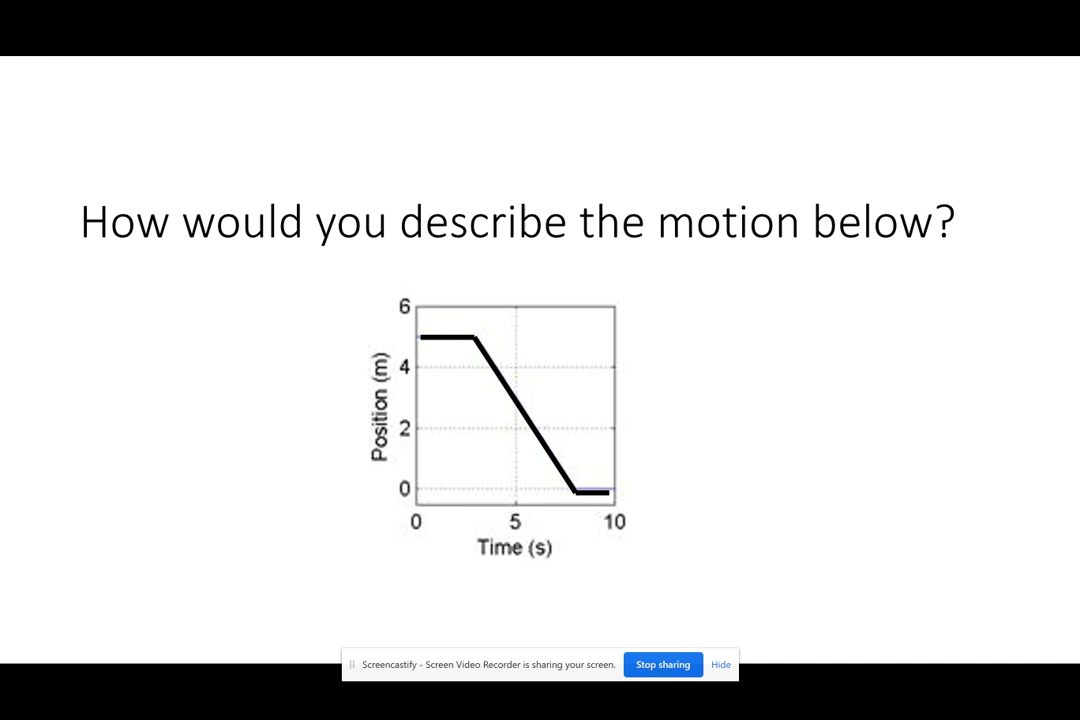 How would you describe the motion below?
6
4
2
0
Position (m)
0 5 10
Time (s)
Screencastify - Screen Video Recorder is sharing your screen. Stop sharing Hide